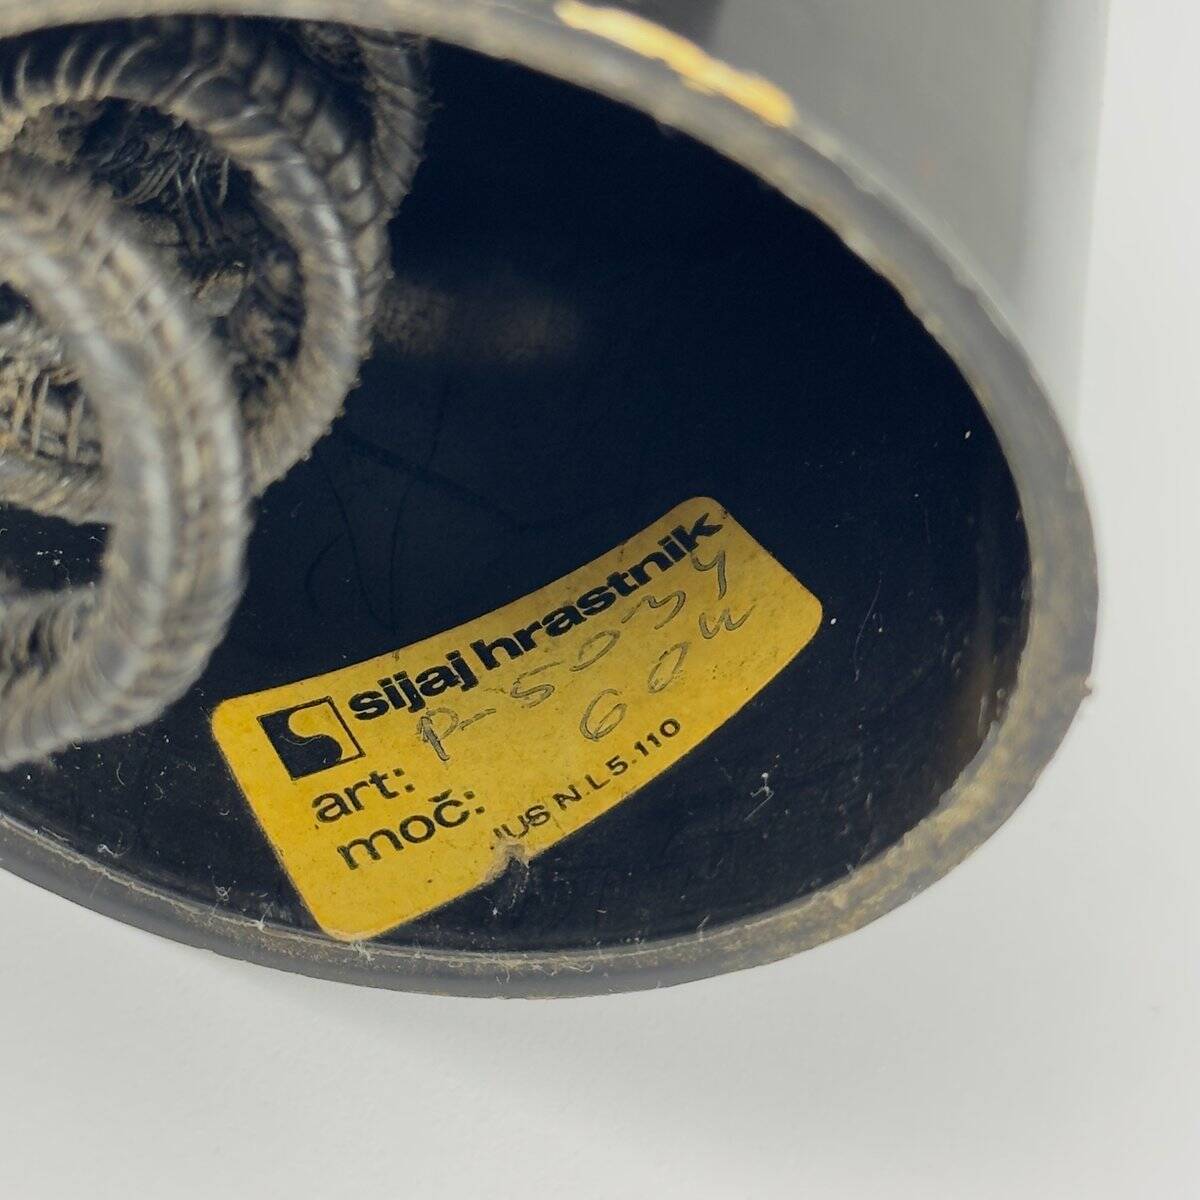 sijaj hrastnik
art: P-5034
moč: 60W
JUS N.L5.110